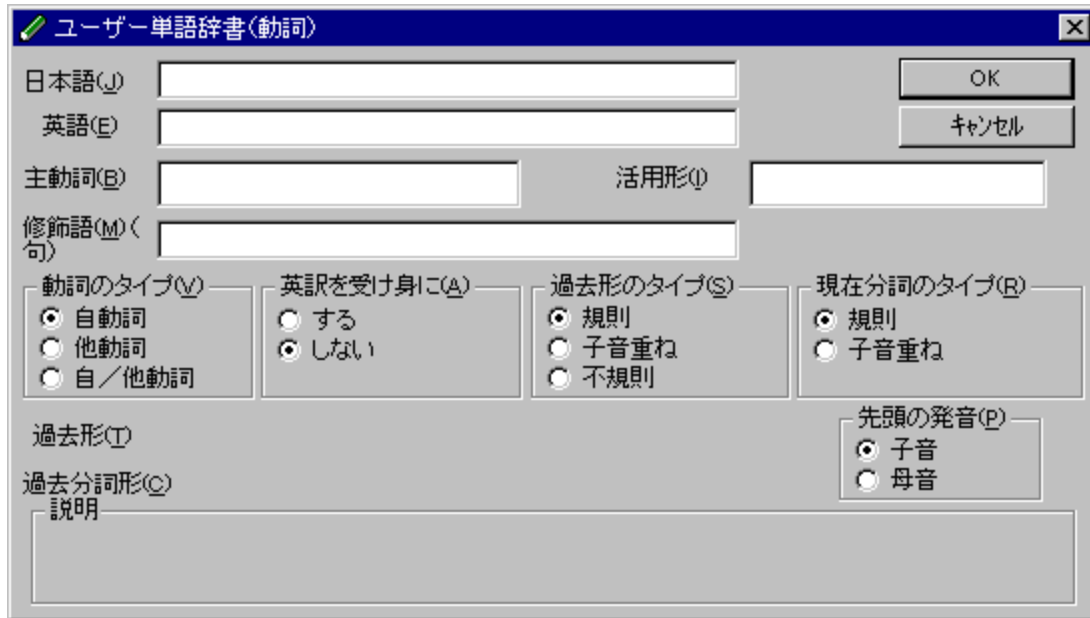 ユーザー単語辞書(動詞)
日本語(J)
OK
英語(E)
キャンセル
主動詞(B)
活用形(I)
修飾語(M)(
句)
動詞のタイプ(V)
自動詞
他動詞
自／他動詞
英訳を受け身に(A)
する
しない
過去形のタイプ(S)
規則
子音重ね
不規則
現在分詞のタイプ(R)
規則
子音重ね
過去形(T)
先頭の発音(P)
子音
母音
過去分詞形(C)
説明